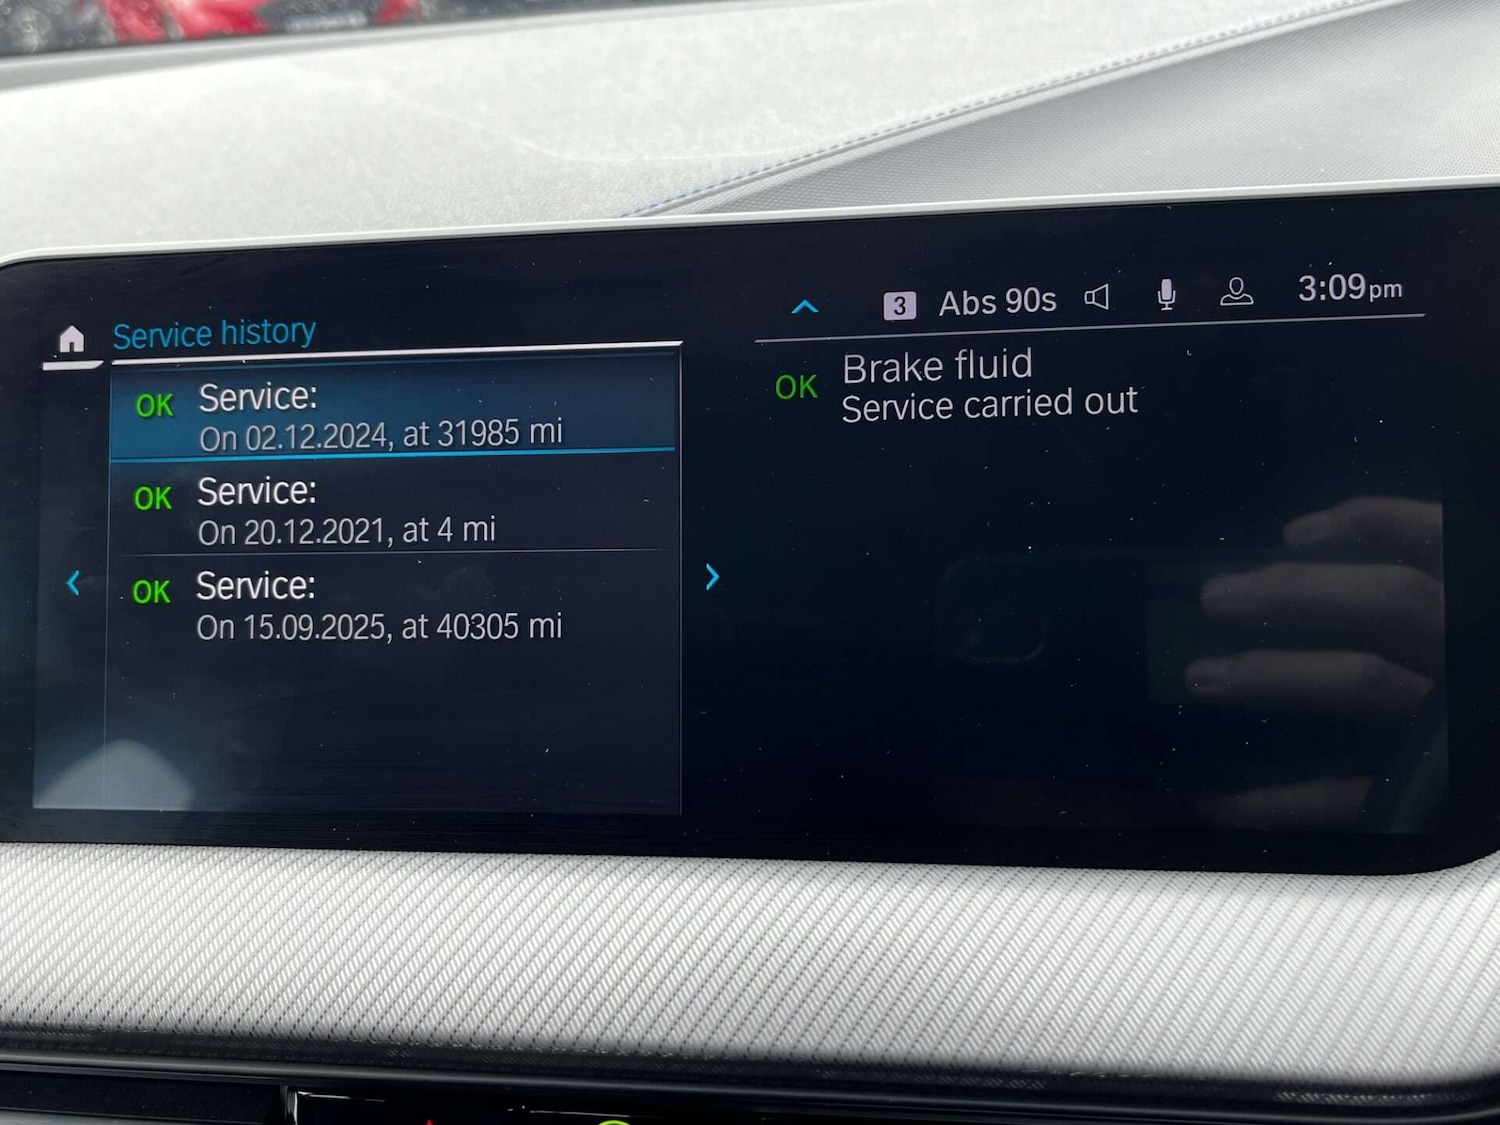 Service history
3 Abs 90s 3:09pm
OK Service:
On 02.12.2024, at 31985 mi
OK Service:
On 20.12.2021, at 4 mi
OK Service:
On 15.09.2025, at 40305 mi
OK Brake fluid
Service carried out